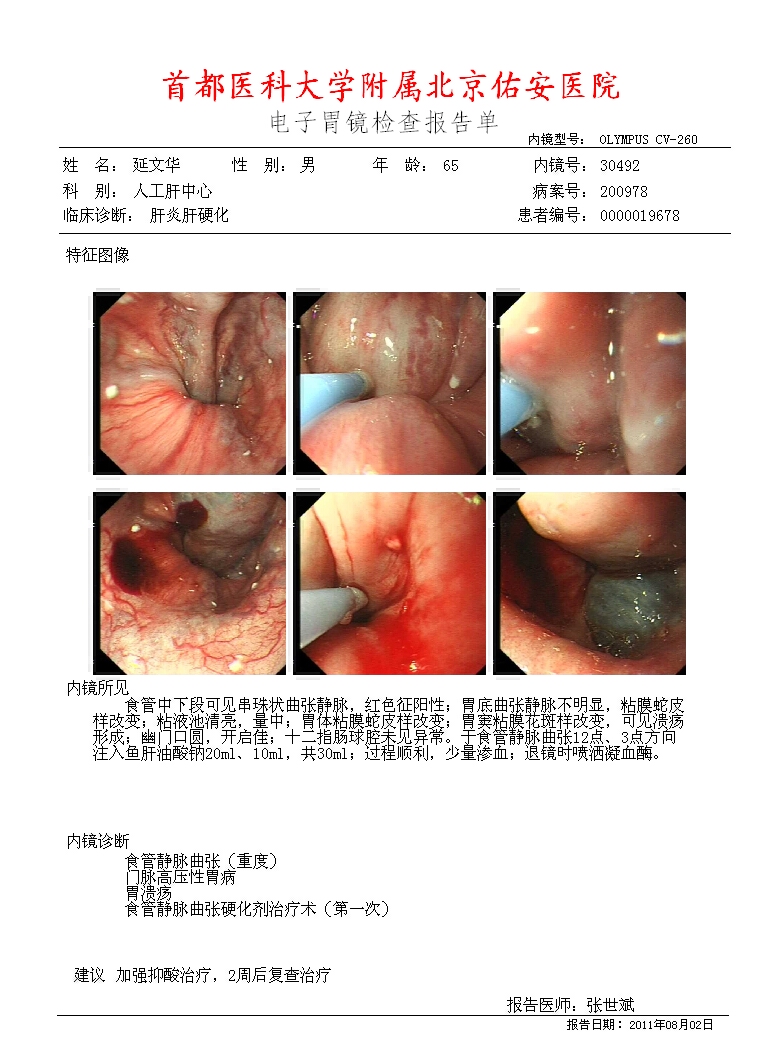 首都医科大学附属北京佑安医院
电子胃镜检查报告单
内镜型号： OLYMPUS CV-260
姓 名： 延文华 性 别： 男 年 龄： 65 内镜号： 30492
科 别： 人工肝中心 病案号： 200978
临床诊断： 肝炎肝硬化 患者编号： 0000019678
特征图像
内镜所见
食管中下段可见串珠状曲张静脉，红色征阳性；胃底曲张静脉不明显，粘膜蛇皮
样改变；粘液池清亮，量中；胃体粘膜蛇皮样改变；胃窦粘膜花斑样改变，可见溃疡
形成；幽门口圆，开启佳；十二指肠球腔未见异常。于食管静脉曲张12点、3点方向
注入鱼肝油酸钠20ml、10ml，共30ml；过程顺利，少量渗血；退镜时喷洒凝血酶。
内镜诊断
食管静脉曲张（重度）
门脉高压性胃病
胃溃疡
食管静脉曲张硬化剂治疗术（第一次）
建议 加强抑酸治疗，2周后复查治疗
报告医师：张世斌
报告日期：2011年08月02日